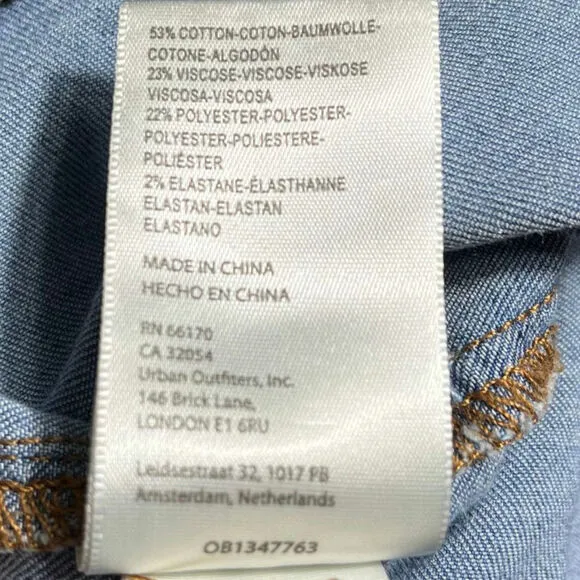 53% COTTON-COTON-BAUMWOLLE-
COTONE-ALGODÓN
23% VISCOSE-VISCOSE-VISKOSE
VISCOSA-VISCOSA
22% POLYESTER-POLYESTER-
POLYESTER-POLIESTERE-
POLIÉSTER
2% ELASTANE-ÉLASTHANNE
ELASTAN-ELASTAN
ELASTANO
MADE IN CHINA
HECHO EN CHINA
RN 66170
CA 32054
Urban Outfitters, Inc.
146 Brick Lane,
LONDON E1 6RU
Leidsestraat 32, 1017 PB
Amsterdam, Netherlands
OB1347763